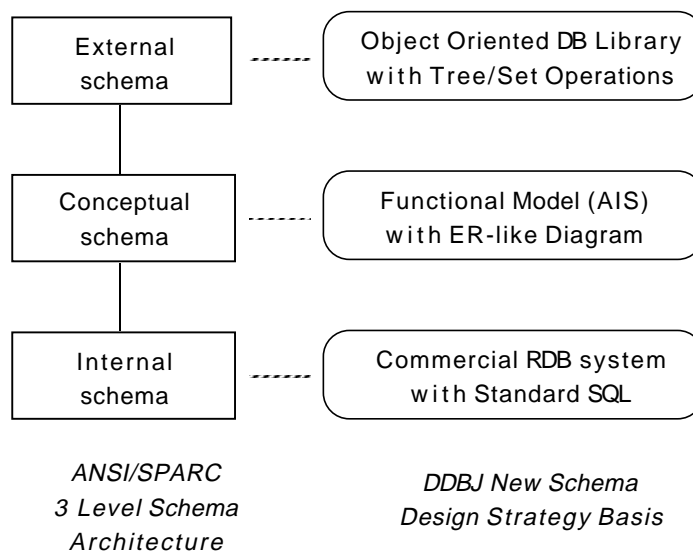 External
schema
Object Oriented DB Library
with Tree/Set Operations
Conceptual
schema
Functional Model (AIS)
with ER-like Diagram
Internal
schema
Commercial RDB system
with Standard SQL
ANSI/SPARC
3 Level Schema
Architecture
DDBJ New Schema
Design Strategy Basis